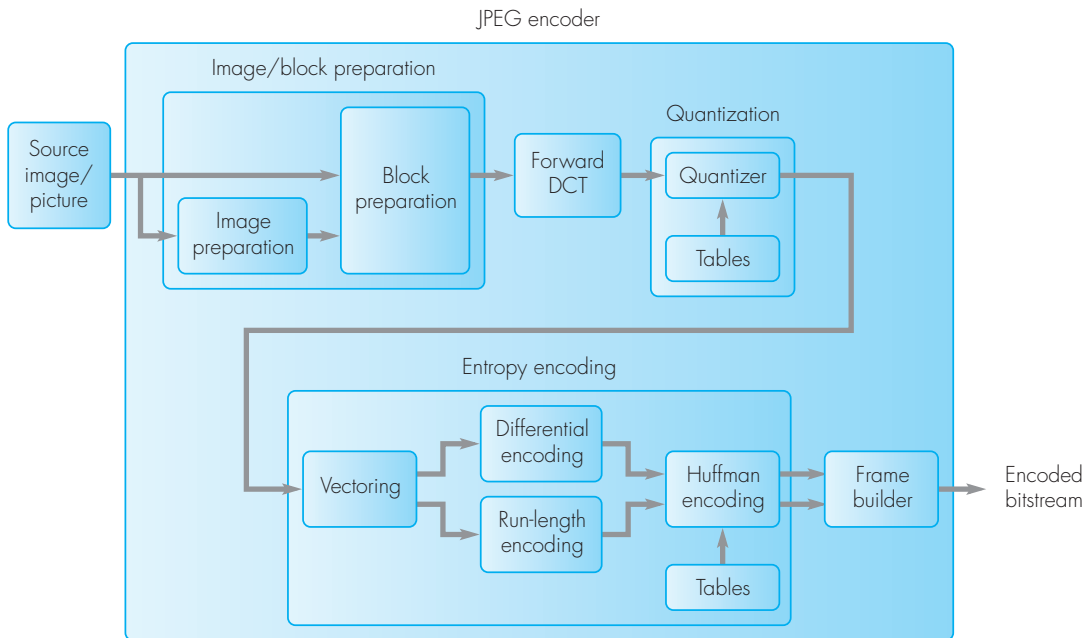 JPEG encoder
Image/block preparation
Source
image/
picture
Image
preparation
Block
preparation
Forward
DCT
Quantization
Quantizer
Tables
Entropy encoding
Vectoring
Differential
encoding
Run-length
encoding
Huffman
encoding
Tables
Frame
builder
Encoded
bitstream